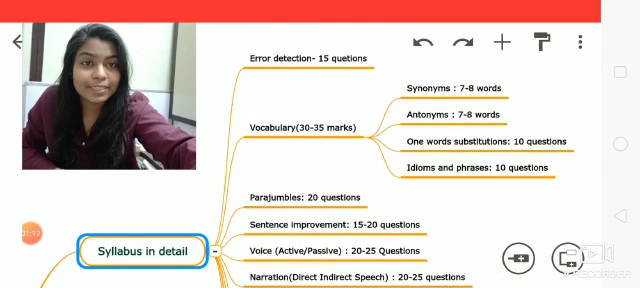 Error detection- 15 quetions
Synonyms : 7-8 words
Antonyms : 7-8 words
Vocabulary(30-35 marks)
One words substitutions: 10 questions
Idioms and phrases: 10 questions
Parajumbles: 20 questions
Sentence improvement: 15-20 questions
01:12
Syllabus in detail
Voice (Active/Passive) : 20-25 Questions
Narration(Direct Indirect Speech) : 20-25 questions
RECORDER